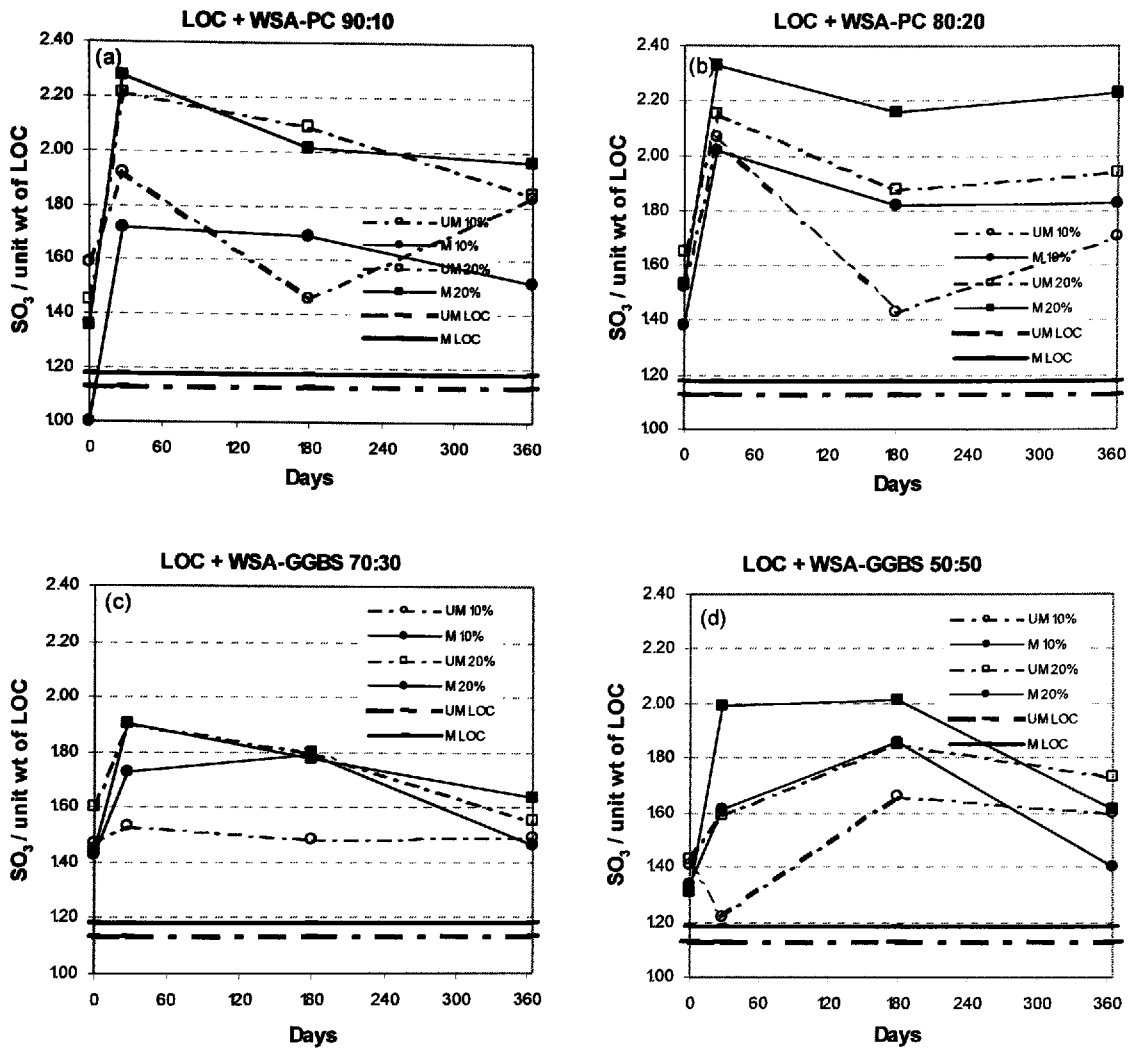 LOC + WSA-PC 90:10
(a)
SO3 / unit wt of LOC
2.40
2.20
2.00
1.80
1.60
1.40
1.20
1.00
UM 10%
M 10%
UM 20%
M 20%
UM LOC
M LOC
0 60 120 180 240 300 360
Days
LOC + WSA-PC 80:20
(b)
SO3 / unit wt of LOC
2.40
2.20
2.00
1.80
1.60
1.40
1.20
1.00
UM 10%
M 10%
UM 20%
M 20%
UM LOC
M LOC
0 60 120 180 240 300 360
Days
LOC + WSA-GGBS 70:30
(c)
SO3 / unit wt of LOC
2.40
2.20
2.00
1.80
1.60
1.40
1.20
1.00
UM 10%
M 10%
UM 20%
M 20%
UM LOC
M LOC
0 60 120 180 240 300 360
Days
LOC + WSA-GGBS 50:50
(d)
SO3 / unit wt of LOC
2.40
2.20
2.00
1.80
1.60
1.40
1.20
1.00
UM 10%
M 10%
UM 20%
M 20%
UM LOC
M LOC
0 60 120 180 240 300 360
Days